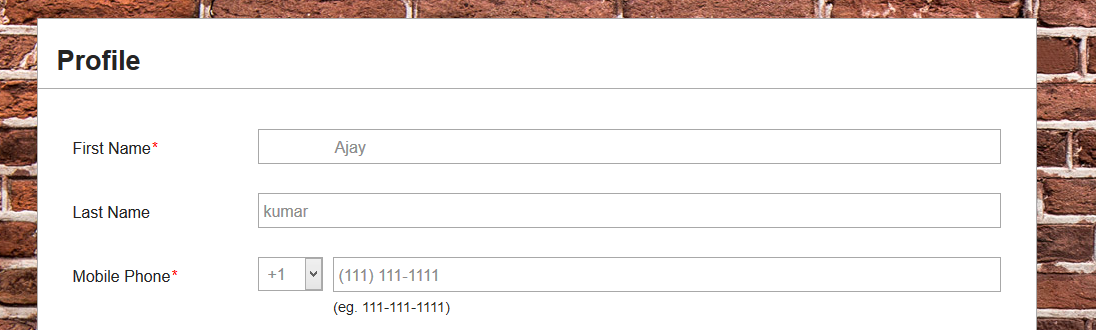 Profile
First Name* Ajay
Last Name kumar
Mobile Phone* +1 (111) 111-1111
(eg. 111-111-1111)